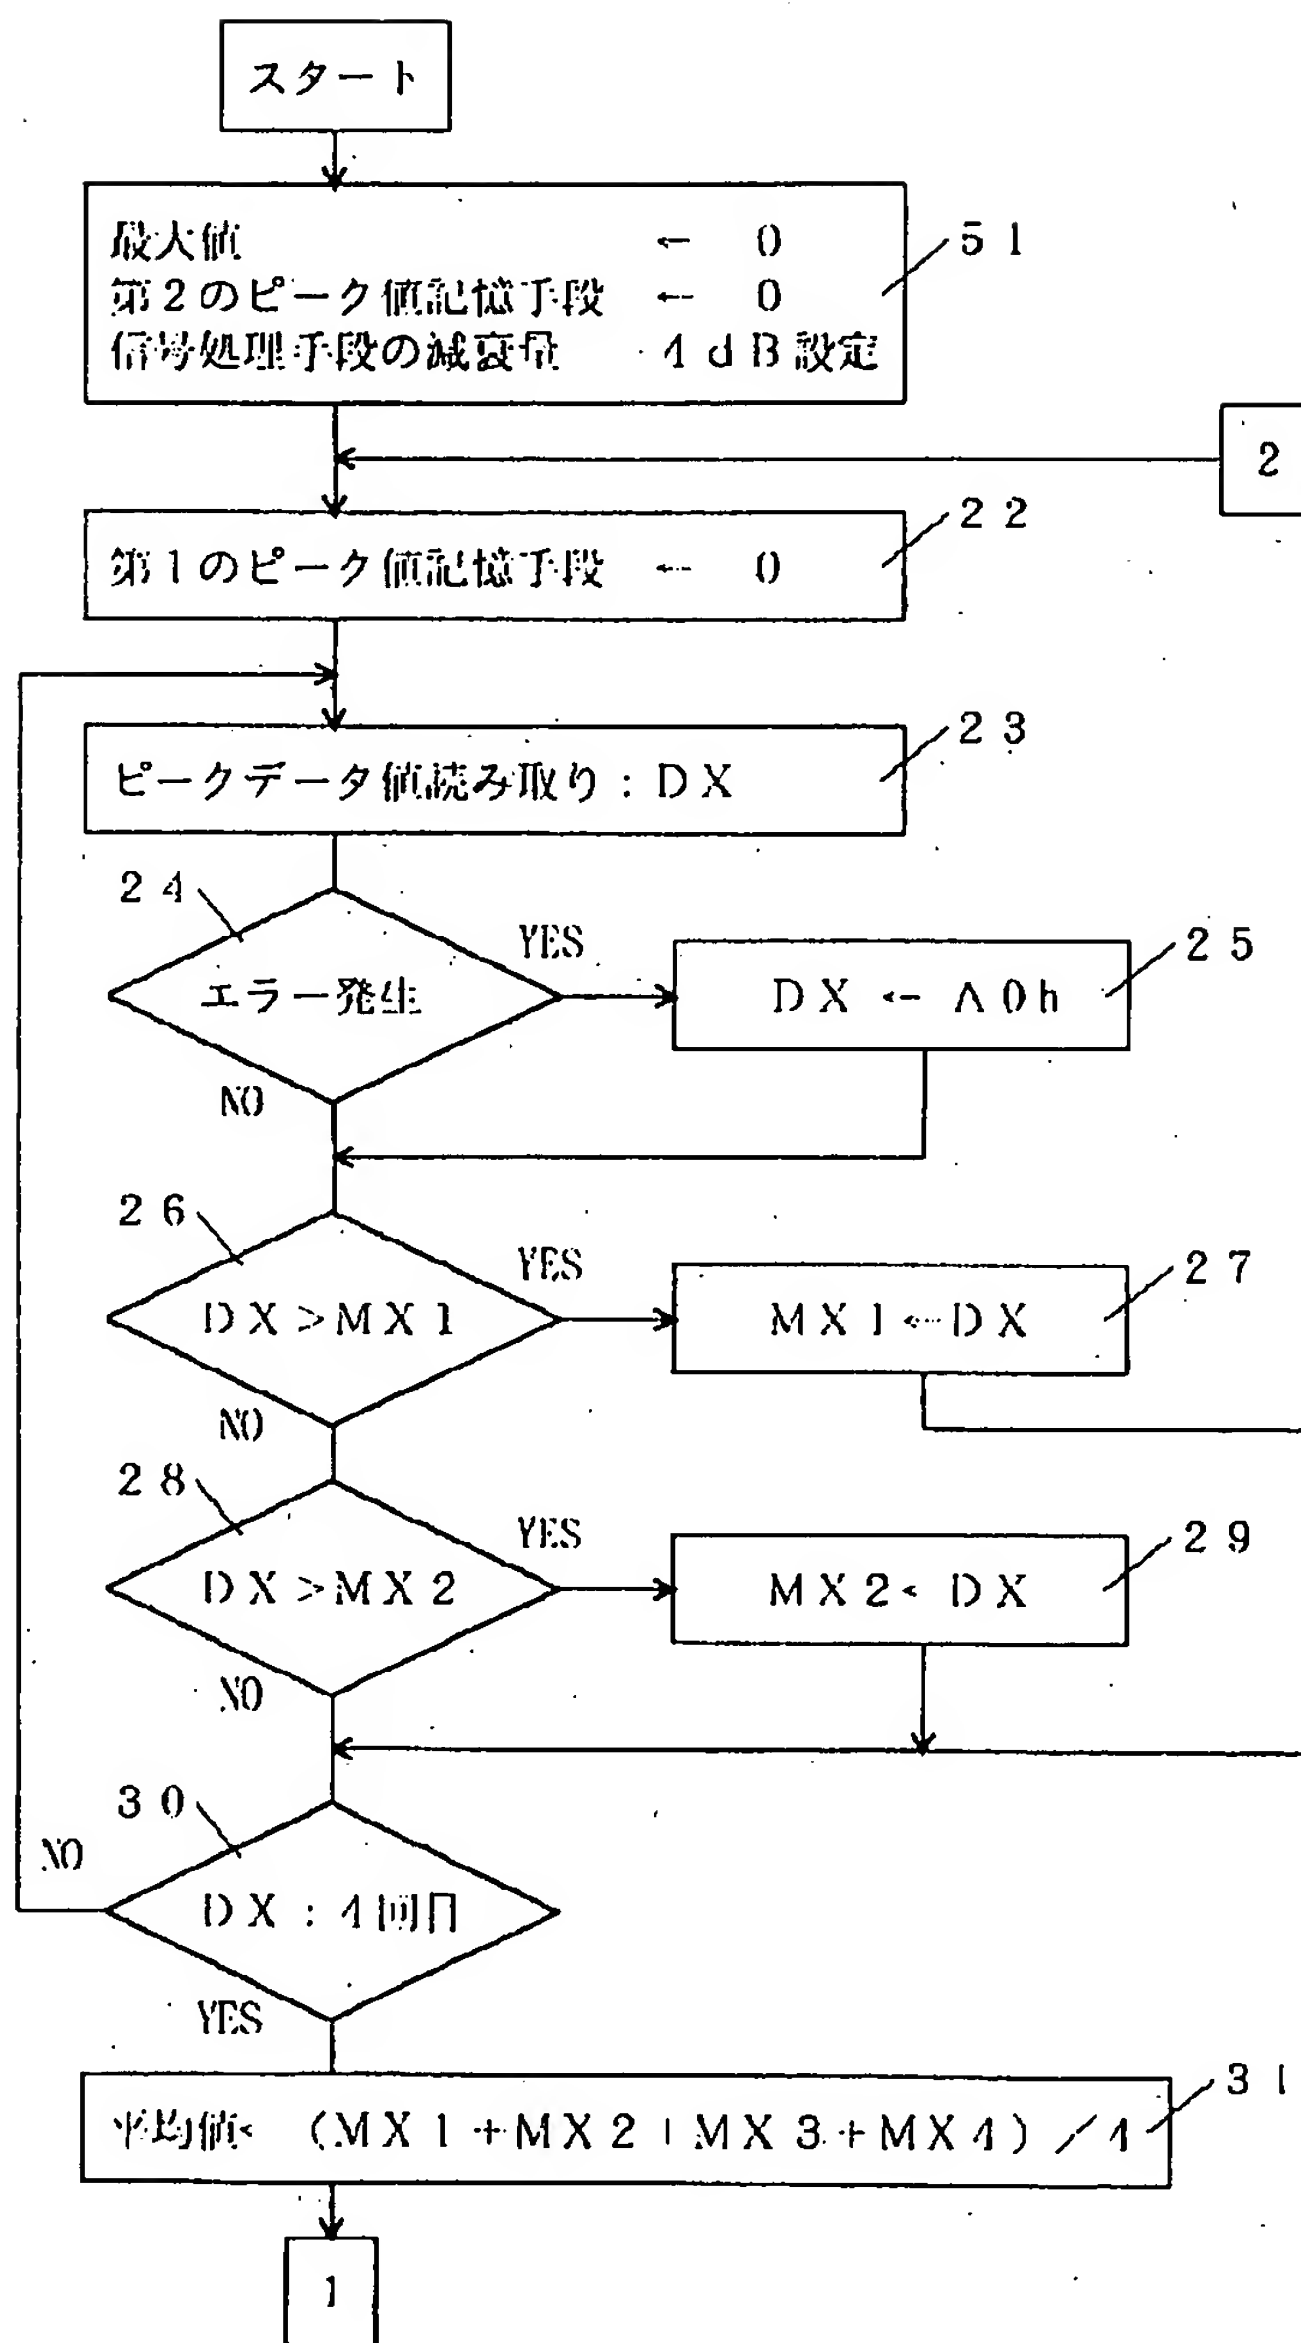 スタート
最大値 ← 0
第2のピーク値記憶手段 ← 0
信号処理手段の減衰量 4dB設定
51
2
22
第1のピーク値記憶手段 ← 0
23
ピークデータ値読み取り:DX
24
YES
25
エラー発生
DX ← A0h
NO
26
YES
27
DX>MX1
MX1←DX
NO
28
YES
29
DX>MX2
MX2← DX
NO
30
NO
DX:4回目
YES
31
平均値← (MX1+MX2+MX3+MX4)/4
1